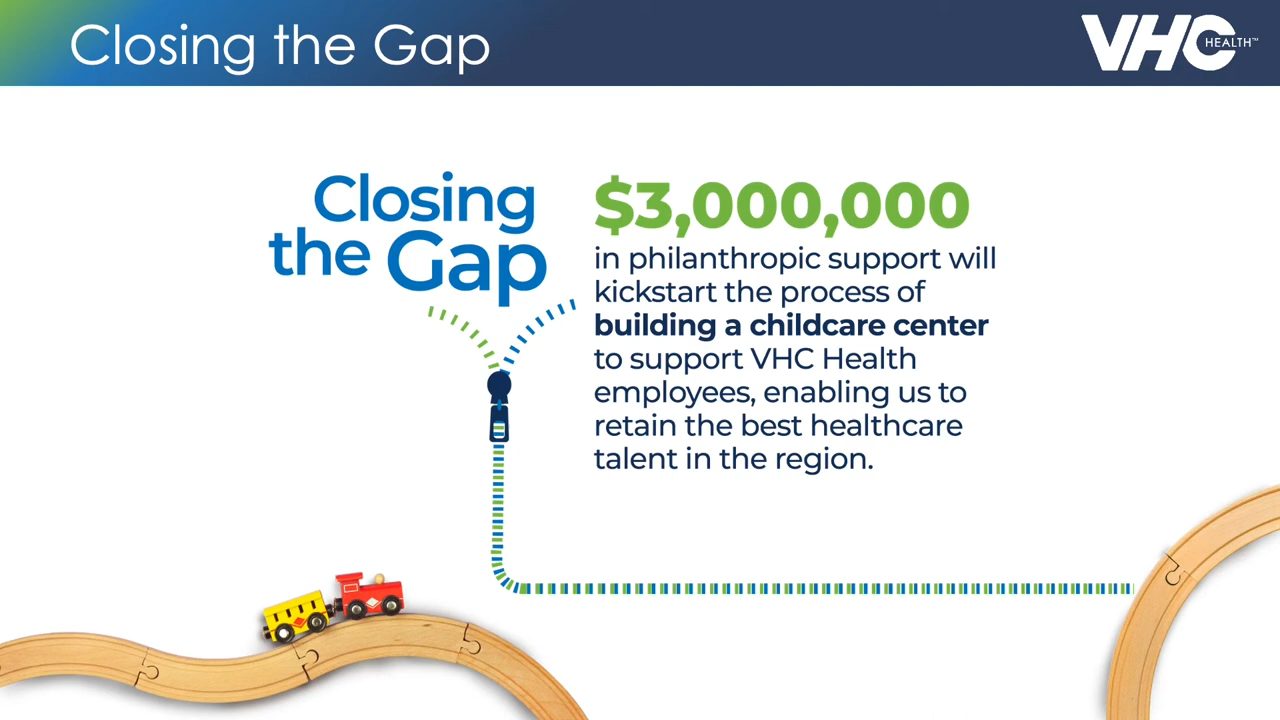 Closing the Gap
VHC HEALTH™
Closing
the Gap
$3,000,000
in philanthropic support will
kickstart the process of
building a childcare center
to support VHC Health
employees, enabling us to
retain the best healthcare
talent in the region.